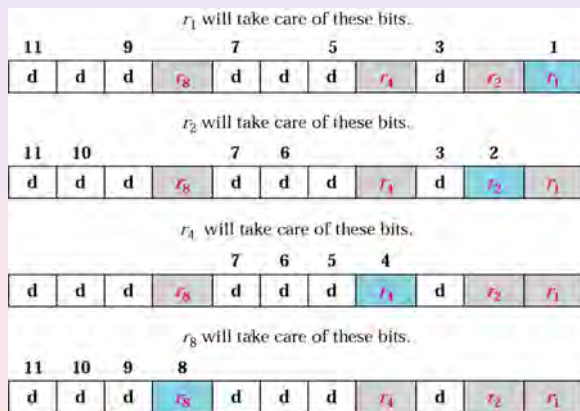 r1 will take care of these bits.
11 9 7 5 3 1
d d d r8 d d d r4 d r2 r1
r2 will take care of these bits.
11 10 7 6 3 2
d d d r8 d d d r4 d r2 r1
r4 will take care of these bits.
7 6 5 4
d d d r8 d d d r4 d r2 r1
r8 will take care of these bits.
11 10 9 8
d d d r8 d d d r4 d r2 r1